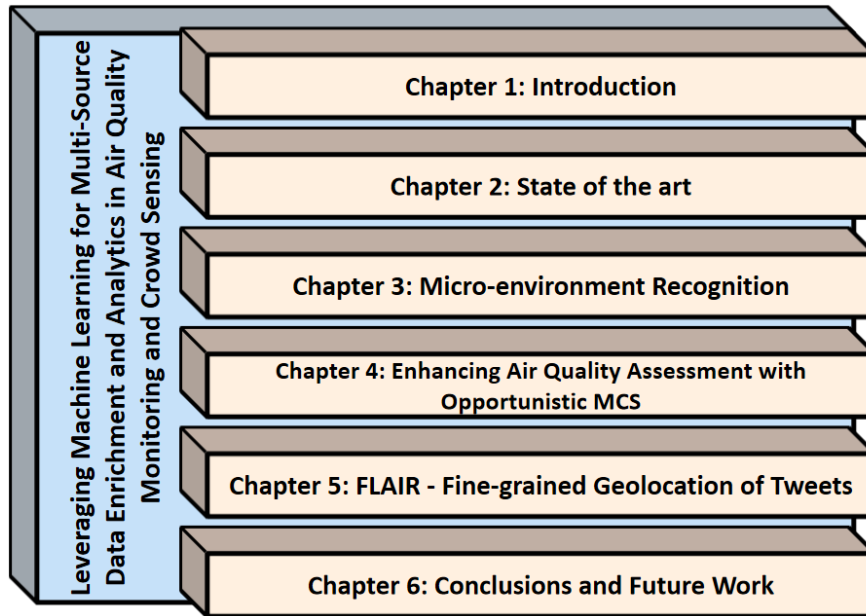 Leveraging Machine Learning for Multi-Source
Data Enrichment and Analytics in Air Quality
Monitoring and Crowd Sensing
Chapter 1: Introduction
Chapter 2: State of the art
Chapter 3: Micro-environment Recognition
Chapter 4: Enhancing Air Quality Assessment with
Opportunistic MCS
Chapter 5: FLAIR - Fine-grained Geolocation of Tweets
Chapter 6: Conclusions and Future Work